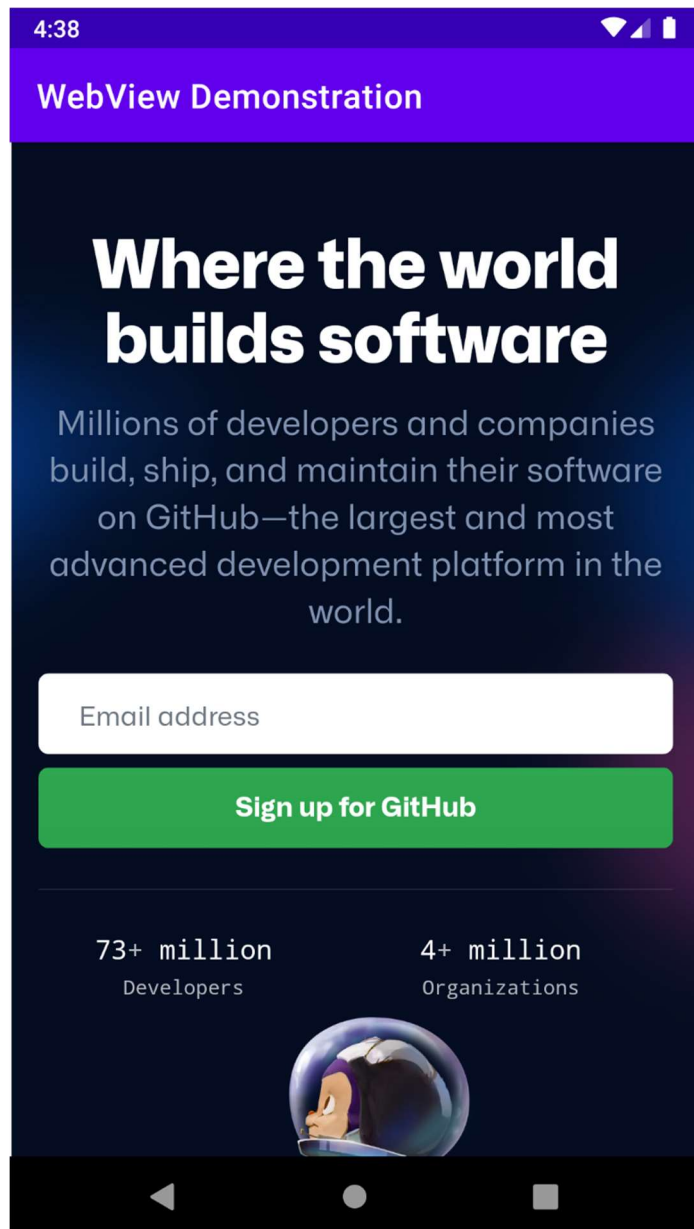 4:38
WebView Demonstration
Where the world
builds software
Millions of developers and companies
build, ship, and maintain their software
on GitHub—the largest and most
advanced development platform in the
world.
Email address
Sign up for GitHub
73+ million
Developers
4+ million
Organizations